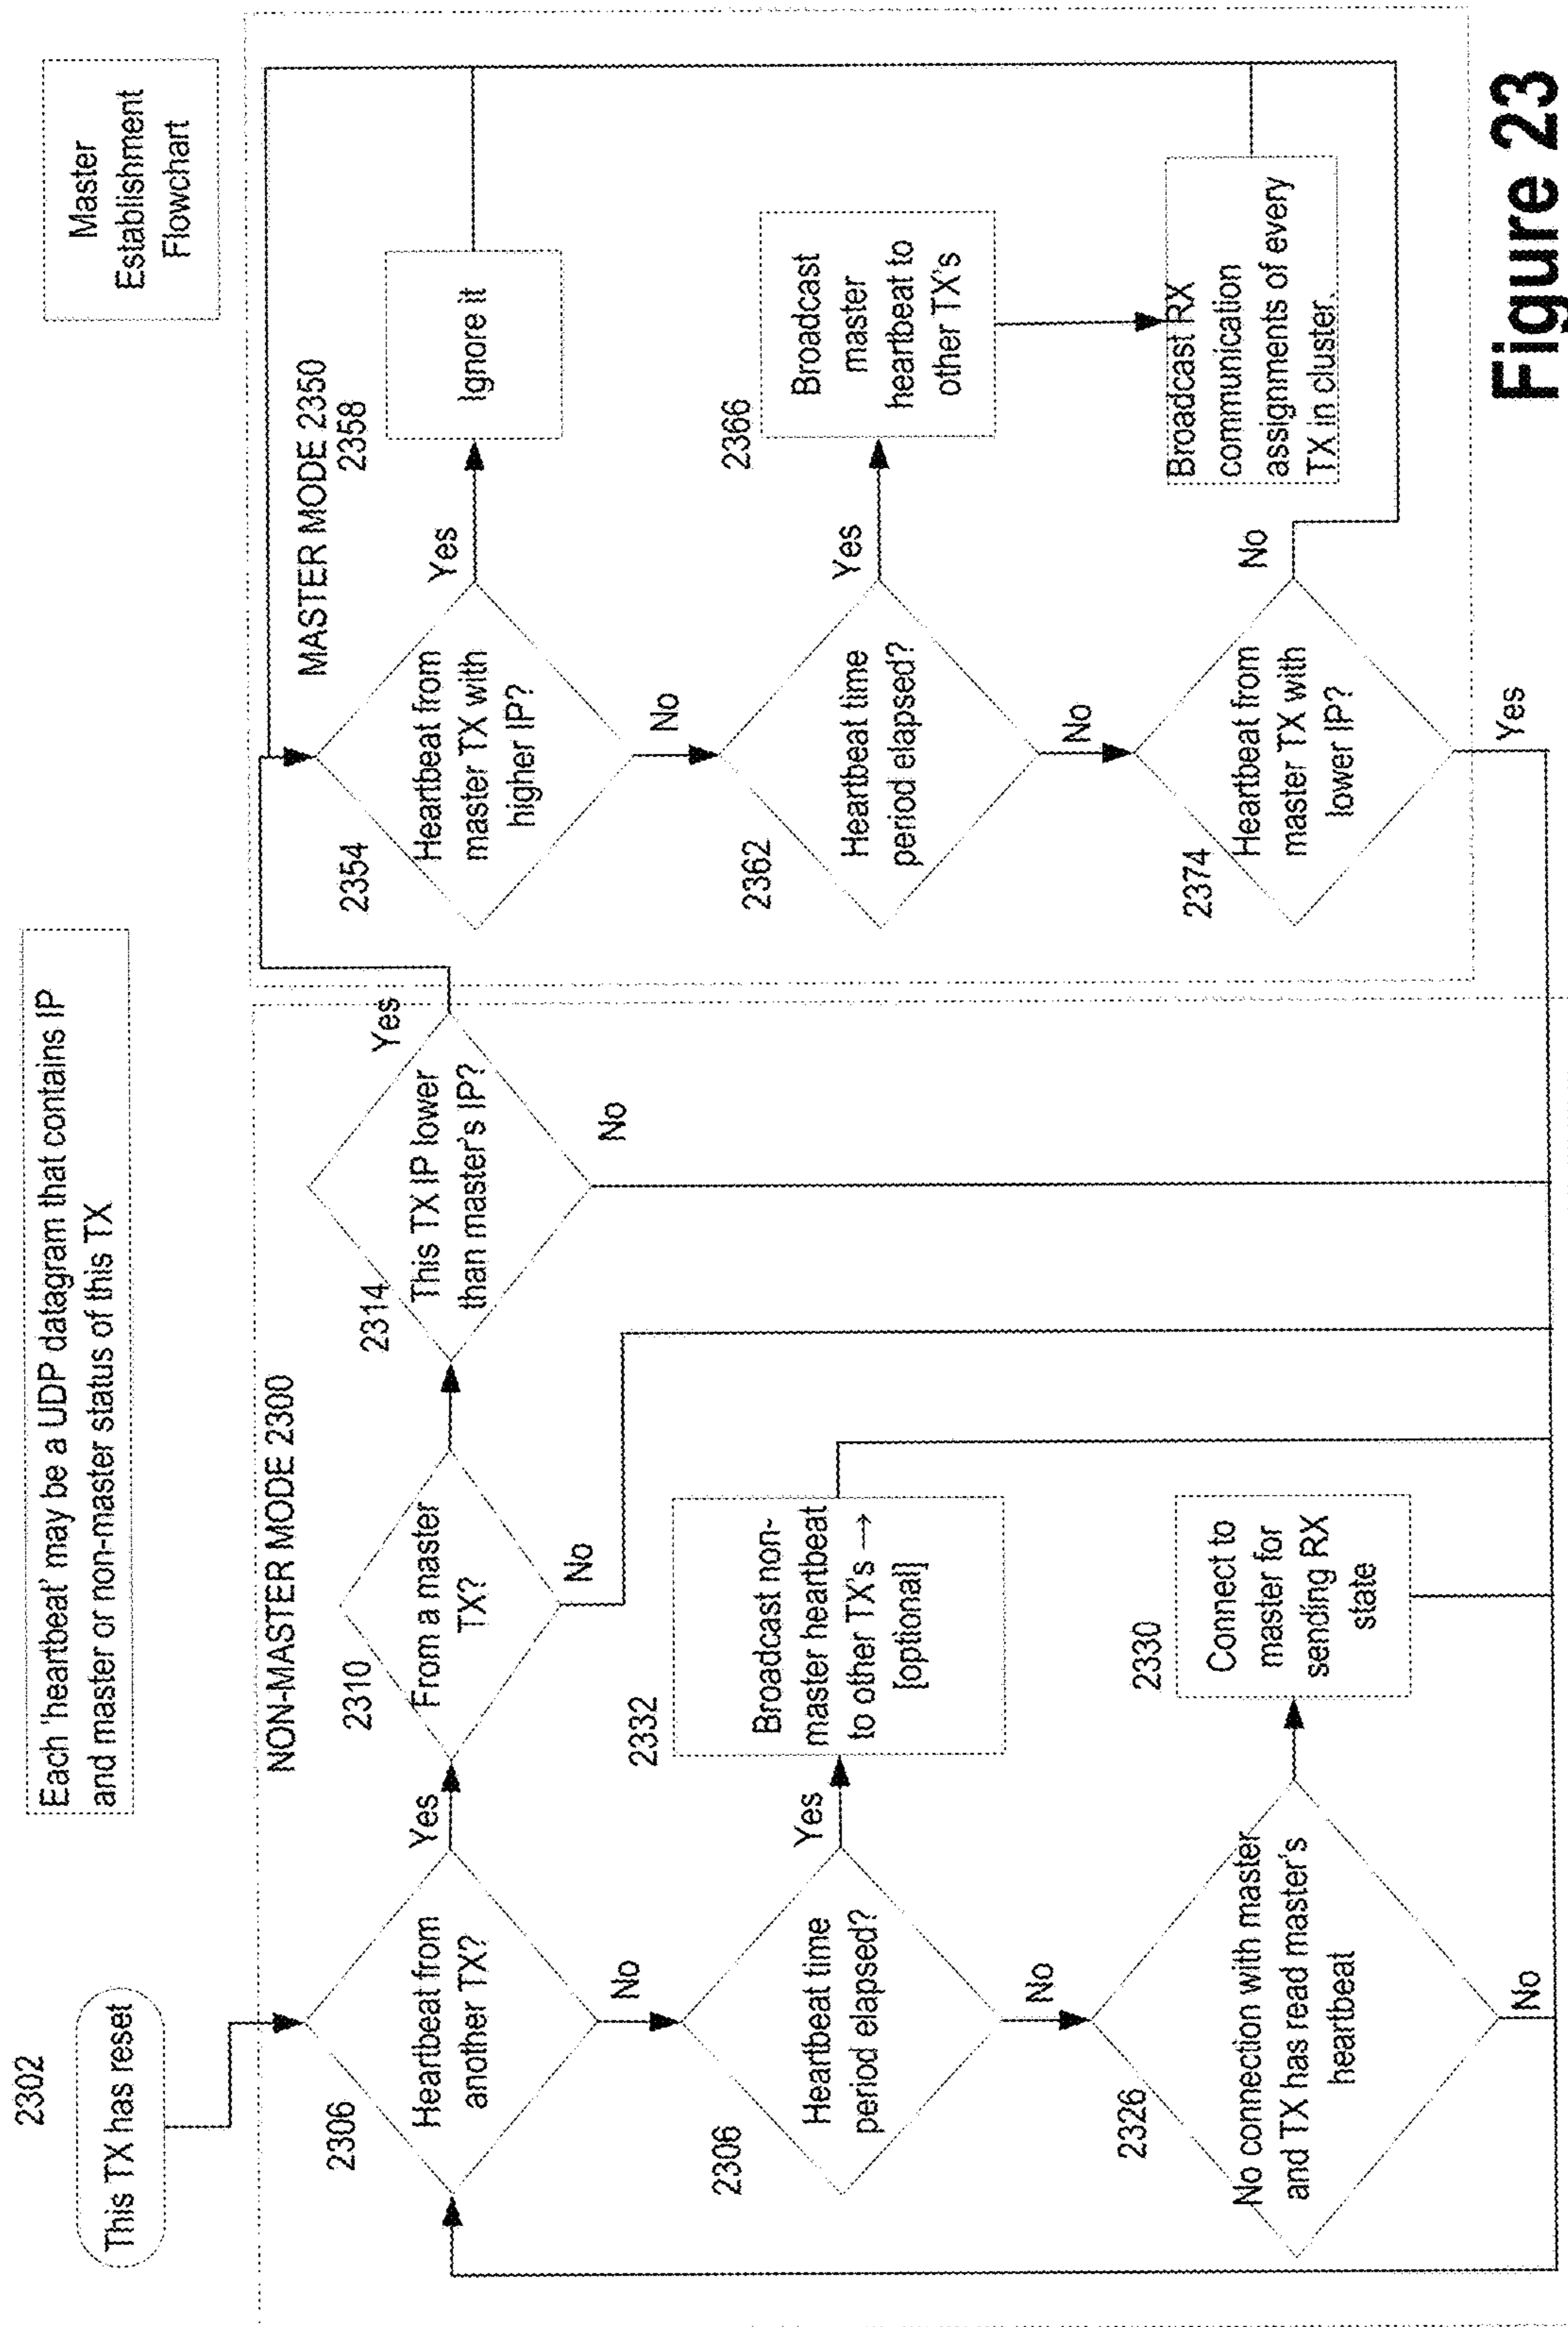 Master
Establishment
Flowchart
Each 'heartbeat' may be a UDP datagram that contains IP
and master or non-master status of this TX
2302
This TX has reset
NON-MASTER MODE 2300
2306
Heartbeat from
another TX?
Yes
No
2310
From a master
TX?
No
2314
This TX IP lower
than master's IP?
Yes
No
2306
Heartbeat time
period elapsed?
Yes
No
2332
Broadcast non-
master heartbeat
to other TX's →
[optional]
2326
No connection with master
and TX has read master's
heartbeat
No
2330
Connect to
master for
sending RX
state
MASTER MODE 2350
2354
Heartbeat from
master TX with
higher IP?
Yes
No
2358
Ignore it
2362
Heartbeat time
period elapsed?
Yes
No
2366
Broadcast
master
heartbeat to
other TX's
2374
Heartbeat from
master TX with
lower IP?
No
Yes
Broadcast RX
communication
assignments of every
TX in cluster.
Figure 23